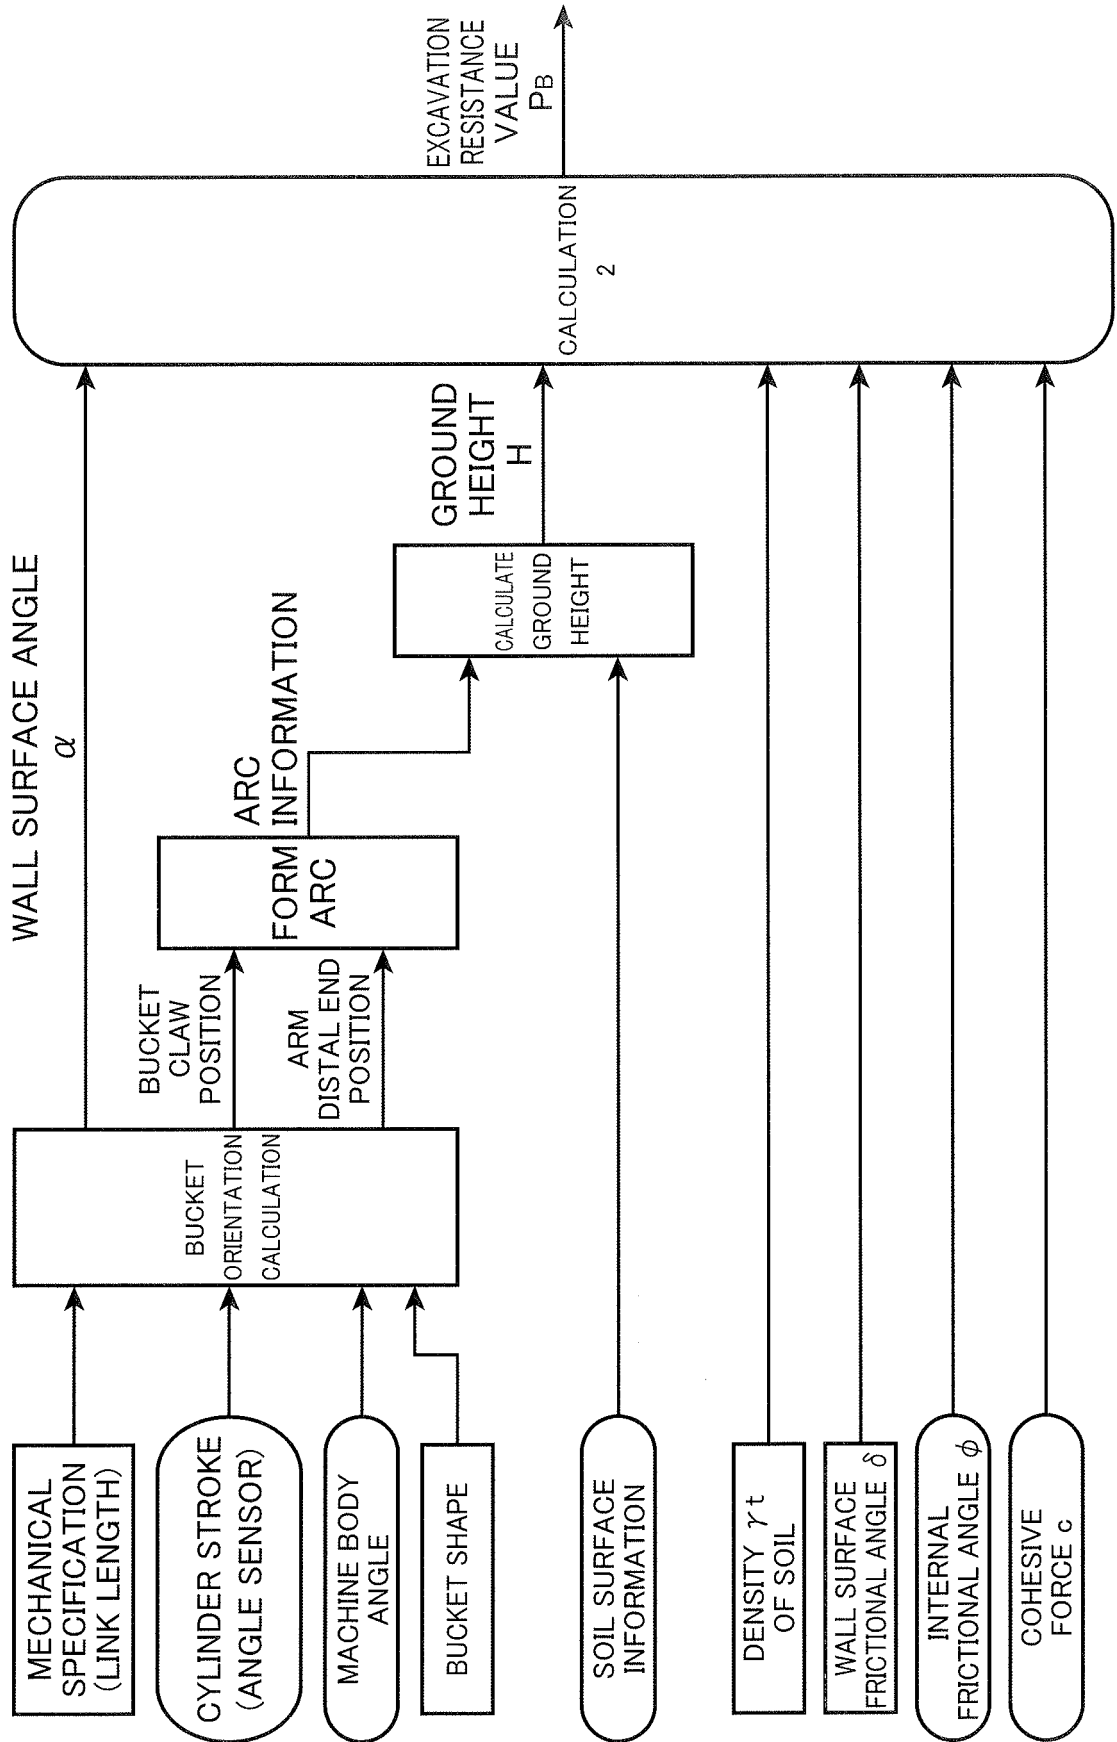 MECHANICAL
SPECIFICATION
(LINK LENGTH)
CYLINDER STROKE
(ANGLE SENSOR)
MACHINE BODY
ANGLE
BUCKET SHAPE
SOIL SURFACE
INFORMATION
DENSITY γt
OF SOIL
WALL SURFACE
FRICTIONAL ANGLE δ
INTERNAL
FRICTIONAL ANGLE ϕ
COHESIVE
FORCE c
BUCKET
ORIENTATION
CALCULATION
WALL SURFACE ANGLE
α
BUCKET
CLAW
POSITION
ARM
DISTAL END
POSITION
FORM
ARC
ARC
INFORMATION
CALCULATE
GROUND
HEIGHT
GROUND
HEIGHT
H
CALCULATION
2
EXCAVATION
RESISTANCE
VALUE
PB